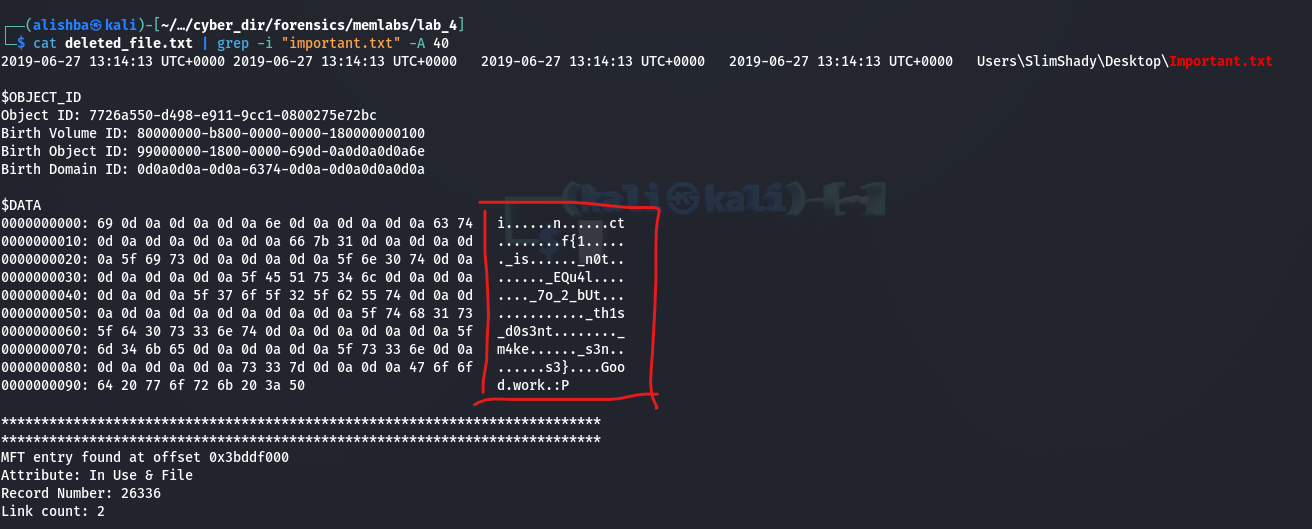 ┌──(alishba㉿kali)-[~/…/cyber_dir/forensics/memlabs/lab_4]
└─$ cat deleted_file.txt | grep -i "important.txt" -A 40
2019-06-27 13:14:13 UTC+0000 2019-06-27 13:14:13 UTC+0000   2019-06-27 13:14:13 UTC+0000   2019-06-27 13:14:13 UTC+0000   Users\SlimShady\Desktop\Important.txt
$OBJECT_ID
Object ID: 7726a550-d498-e911-9cc1-0800275e72bc
Birth Volume ID: 80000000-b800-0000-0000-180000000100
Birth Object ID: 99000000-1800-0000-690d-0a0d0a0d0a6e
Birth Domain ID: 0d0a0d0a-0d0a-6374-0d0a-0d0a0d0a0d0a
$DATA
0000000000: 69 0d 0a 0d 0a 0d 0a 6e 0d 0a 0d 0a 0d 0a 63 74   i......n......ct
0000000010: 0d 0a 0d 0a 0d 0a 0d 0a 66 7b 31 0d 0a 0d 0a 0d   ........f{1.....
0000000020: 0a 5f 69 73 0d 0a 0d 0a 0d 0a 5f 6e 30 74 0d 0a   ._is......_n0t..
0000000030: 0d 0a 0d 0a 0d 0a 5f 45 51 75 34 6c 0d 0a 0d 0a   ......_EQu4l....
0000000040: 0d 0a 0d 0a 5f 37 6f 5f 32 5f 62 55 74 0d 0a 0d   ...._7o_2_bUt...
0000000050: 0a 0d 0a 0d 0a 0d 0a 0d 0a 0d 0a 5f 74 68 31 73   ..........._th1s
0000000060: 5f 64 30 73 33 6e 74 0d 0a 0d 0a 0d 0a 0d 0a 5f   _d0s3nt........_
0000000070: 6d 34 6b 65 0d 0a 0d 0a 0d 0a 5f 73 33 6e 0d 0a   m4ke......_s3n..
0000000080: 0d 0a 0d 0a 0d 0a 73 33 7d 0d 0a 0d 0a 47 6f 6f   ......s3}....Goo
0000000090: 64 20 77 6f 72 6b 20 3a 50   d.work.:P
***************************************************************************
***************************************************************************
MFT entry found at offset 0x3bddf000
Attribute: In Use & File
Record Number: 26336
Link count: 2
(kali㉿kali)-[~]